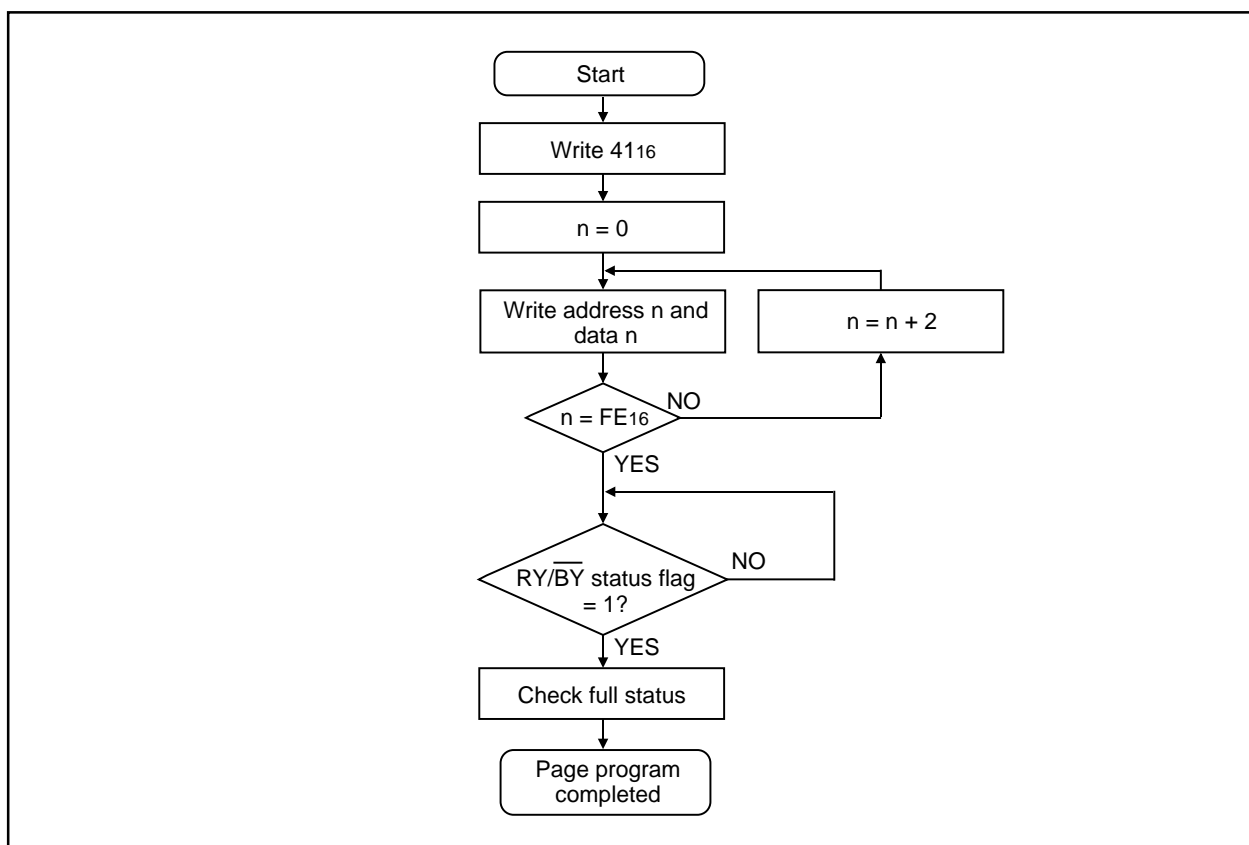 Start
Write 4116
n = 0
Write address n and
data n
n = n + 2
n = FE16
NO
YES
NO
RY/B̅Y̅ status flag
= 1?
YES
Check full status
Page program
completed